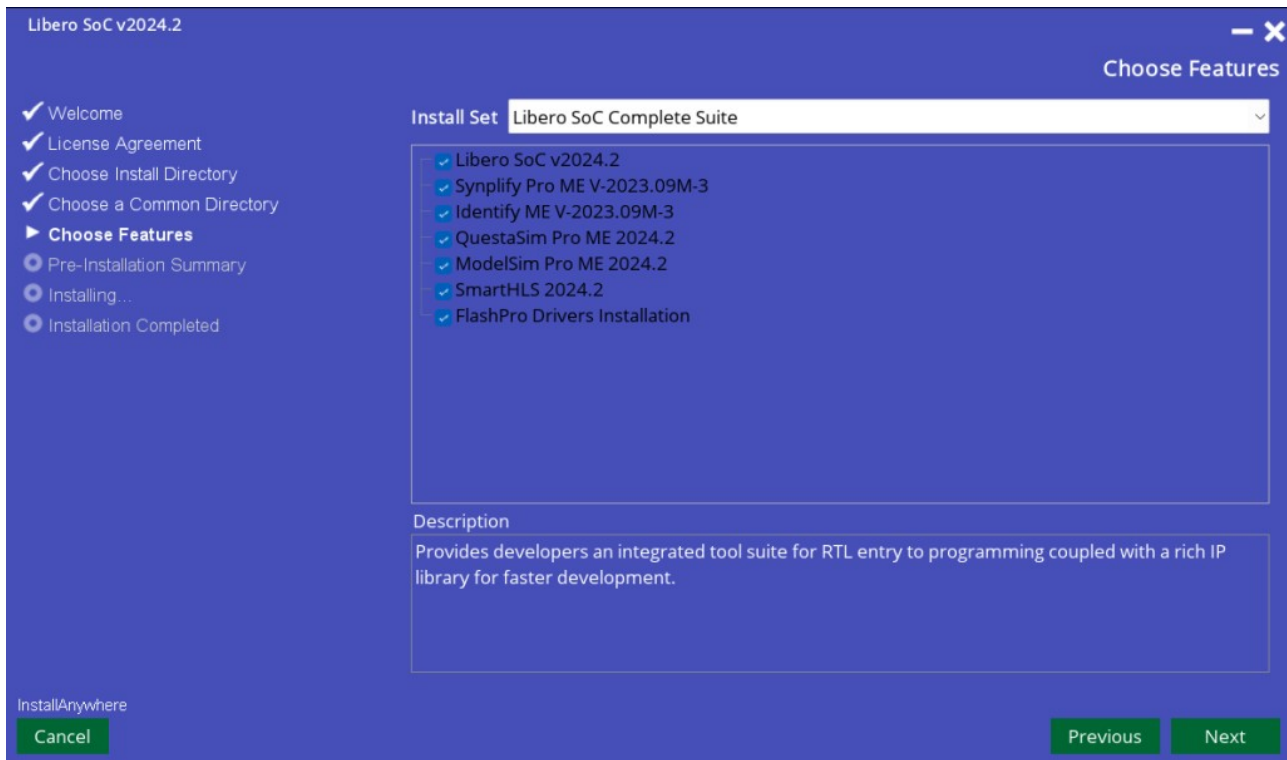 Libero SoC v2024.2
Choose Features
Welcome
License Agreement
Choose Install Directory
Choose a Common Directory
Choose Features
Pre-Installation Summary
Installing...
Installation Completed
Install Set Libero SoC Complete Suite
Libero SoC v2024.2
Synplify Pro ME V-2023.09M-3
Identify ME V-2023.09M-3
QuestaSim Pro ME 2024.2
ModelSim Pro ME 2024.2
SmartHLS 2024.2
FlashPro Drivers Installation
Description
Provides developers an integrated tool suite for RTL entry to programming coupled with a rich IP
library for faster development.
InstallAnywhere
Cancel
Previous
Next